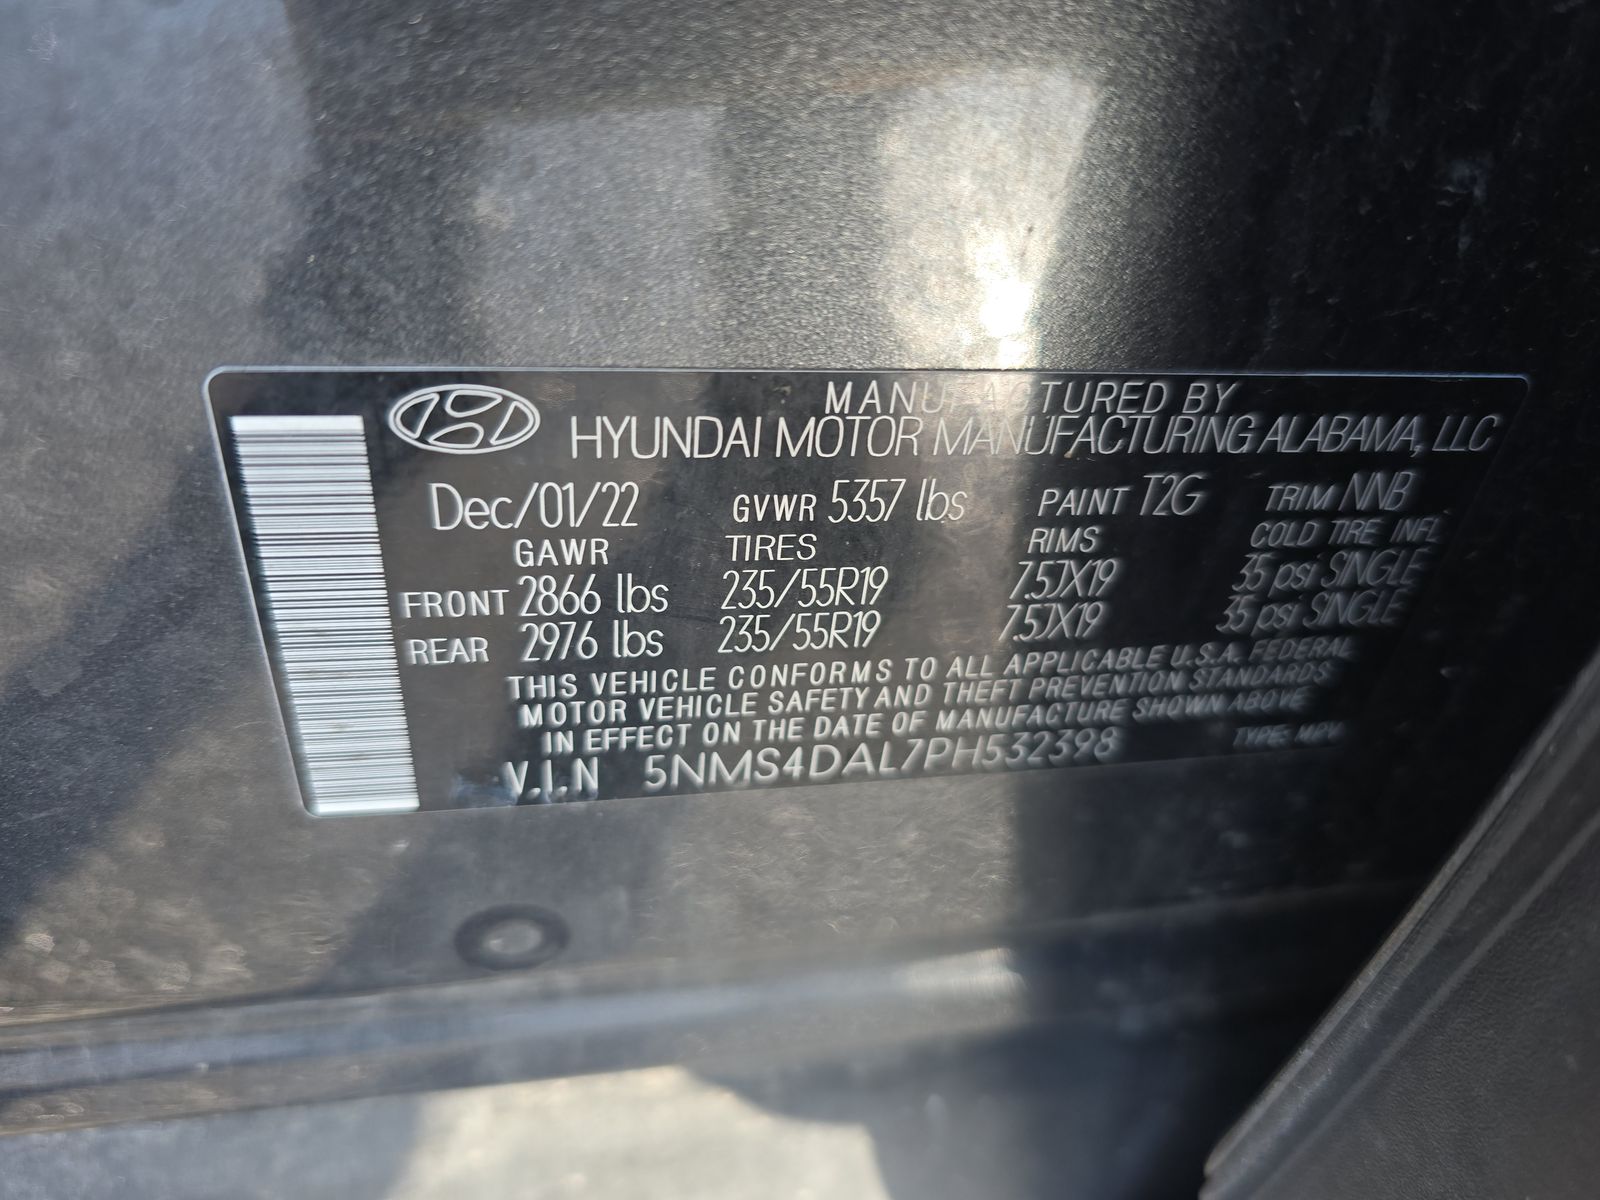 MANUFACTURED BY
HYUNDAI MOTOR MANUFACTURING ALABAMA, LLC
Dec/01/22 GVWR 5357 lbs PAINT T2G TRIM NNB
GAWR TIRES RIMS COLD TIRE INFL
FRONT 2866 lbs 235/55R19 7.5JX19 35 psi SINGLE
REAR 2976 lbs 235/55R19 7.5JX19 35 psi SINGLE
THIS VEHICLE CONFORMS TO ALL APPLICABLE U.S.A. FEDERAL
MOTOR VEHICLE SAFETY AND THEFT PREVENTION STANDARDS
IN EFFECT ON THE DATE OF MANUFACTURE SHOWN ABOVE
V.I.N 5NMS4DAL7PH532398 TYPE: MPV